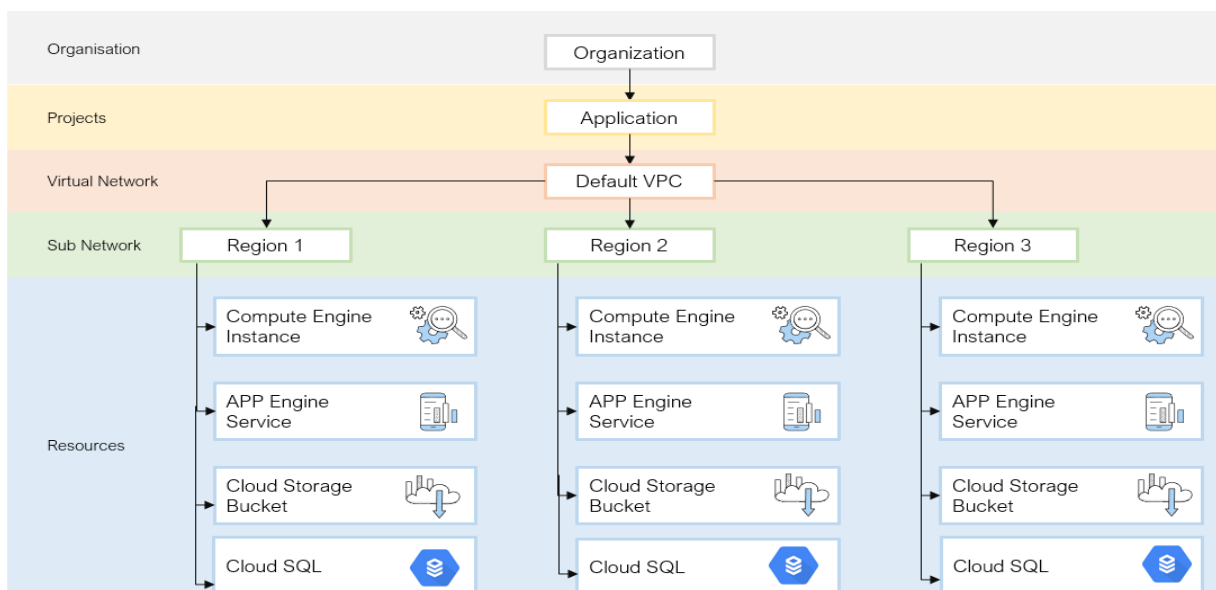 Organisation
Organization
Projects
Application
Virtual Network
Default VPC
Sub Network
Region 1
Region 2
Region 3
Resources
Compute Engine
Instance
APP Engine
Service
Cloud Storage
Bucket
Cloud SQL
Compute Engine
Instance
APP Engine
Service
Cloud Storage
Bucket
Cloud SQL
Compute Engine
Instance
APP Engine
Service
Cloud Storage
Bucket
Cloud SQL